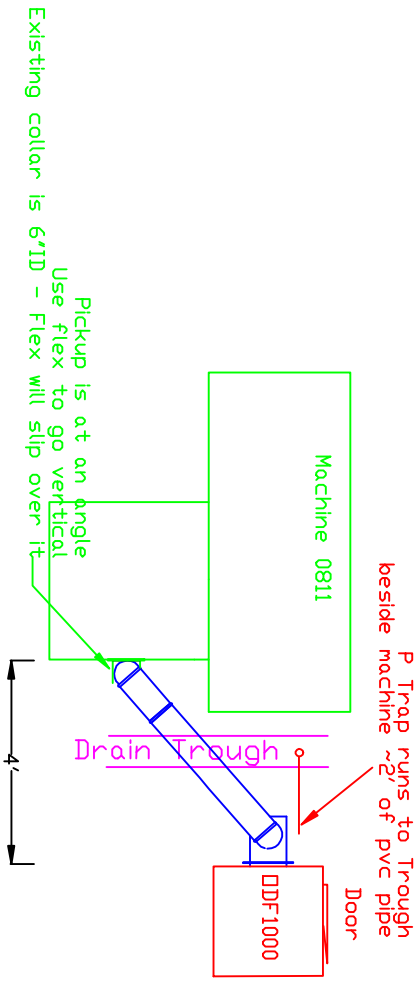 P Trap runs to Trough
beside machine ~2' of pvc pipe
Door
Machine 0811
ODF1000
Drain Trough
Pickup is at an angle
Use flex to go vertical
Existing collar is 6"ID - Flex will slip over it
4'